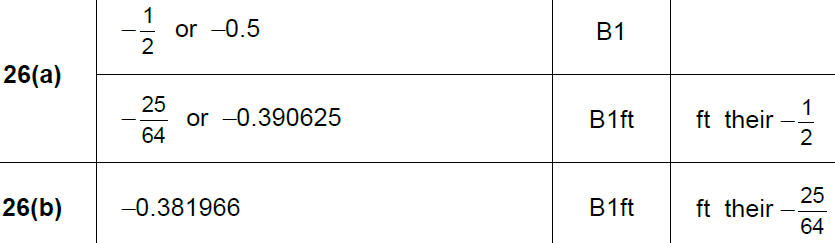 26(a) $-\frac{1}{2}$ or –0.5 B1
$-\frac{25}{64}$ or –0.390625 B1ft ft their $-\frac{1}{2}$
26(b) –0.381966 B1ft ft their $-\frac{25}{64}$